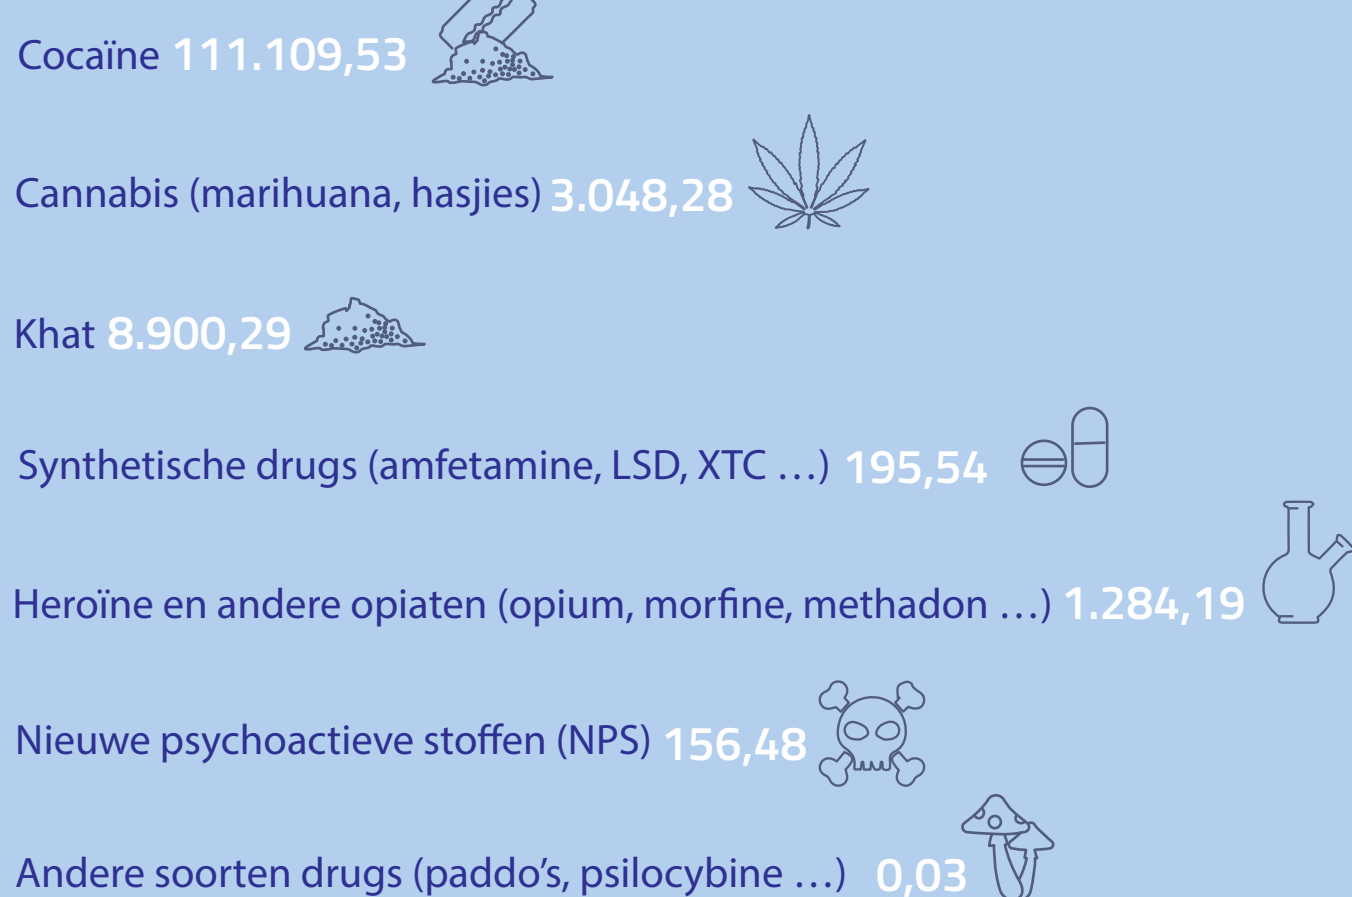 Cocaïne 111.109,53
Cannabis (marihuana, hasjies) 3.048,28
Khat 8.900,29
Synthetische drugs (amfetamine, LSD, XTC …) 195,54
Heroïne en andere opiaten (opium, morfine, methadon …) 1.284,19
Nieuwe psychoactieve stoffen (NPS) 156,48
Andere soorten drugs (paddo’s, psilocybine …) 0,03